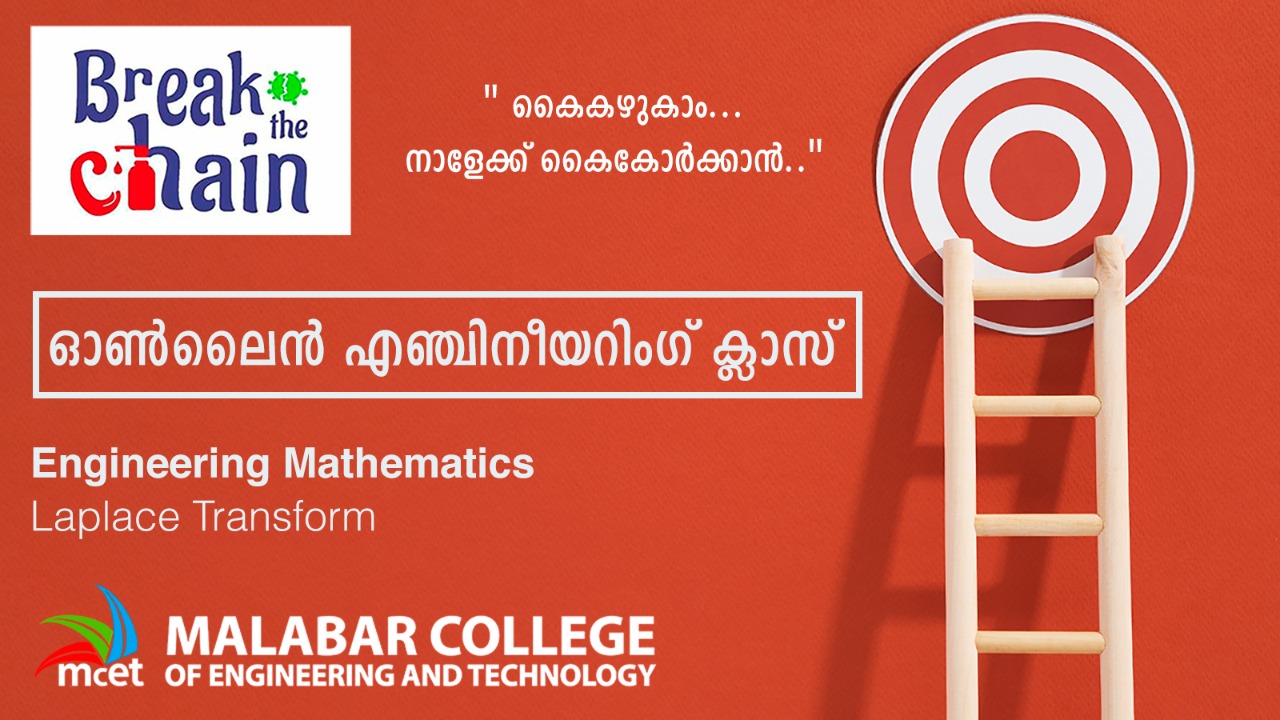 Break
the
chain
" കൈകഴുകാം...
നാളേക്ക് കൈകോർക്കാൻ.."
ഓൺലൈൻ എഞ്ചിനീയറിംഗ് ക്ലാസ്
Engineering Mathematics
Laplace Transform
mcet
MALABAR COLLEGE
OF ENGINEERING AND TECHNOLOGY